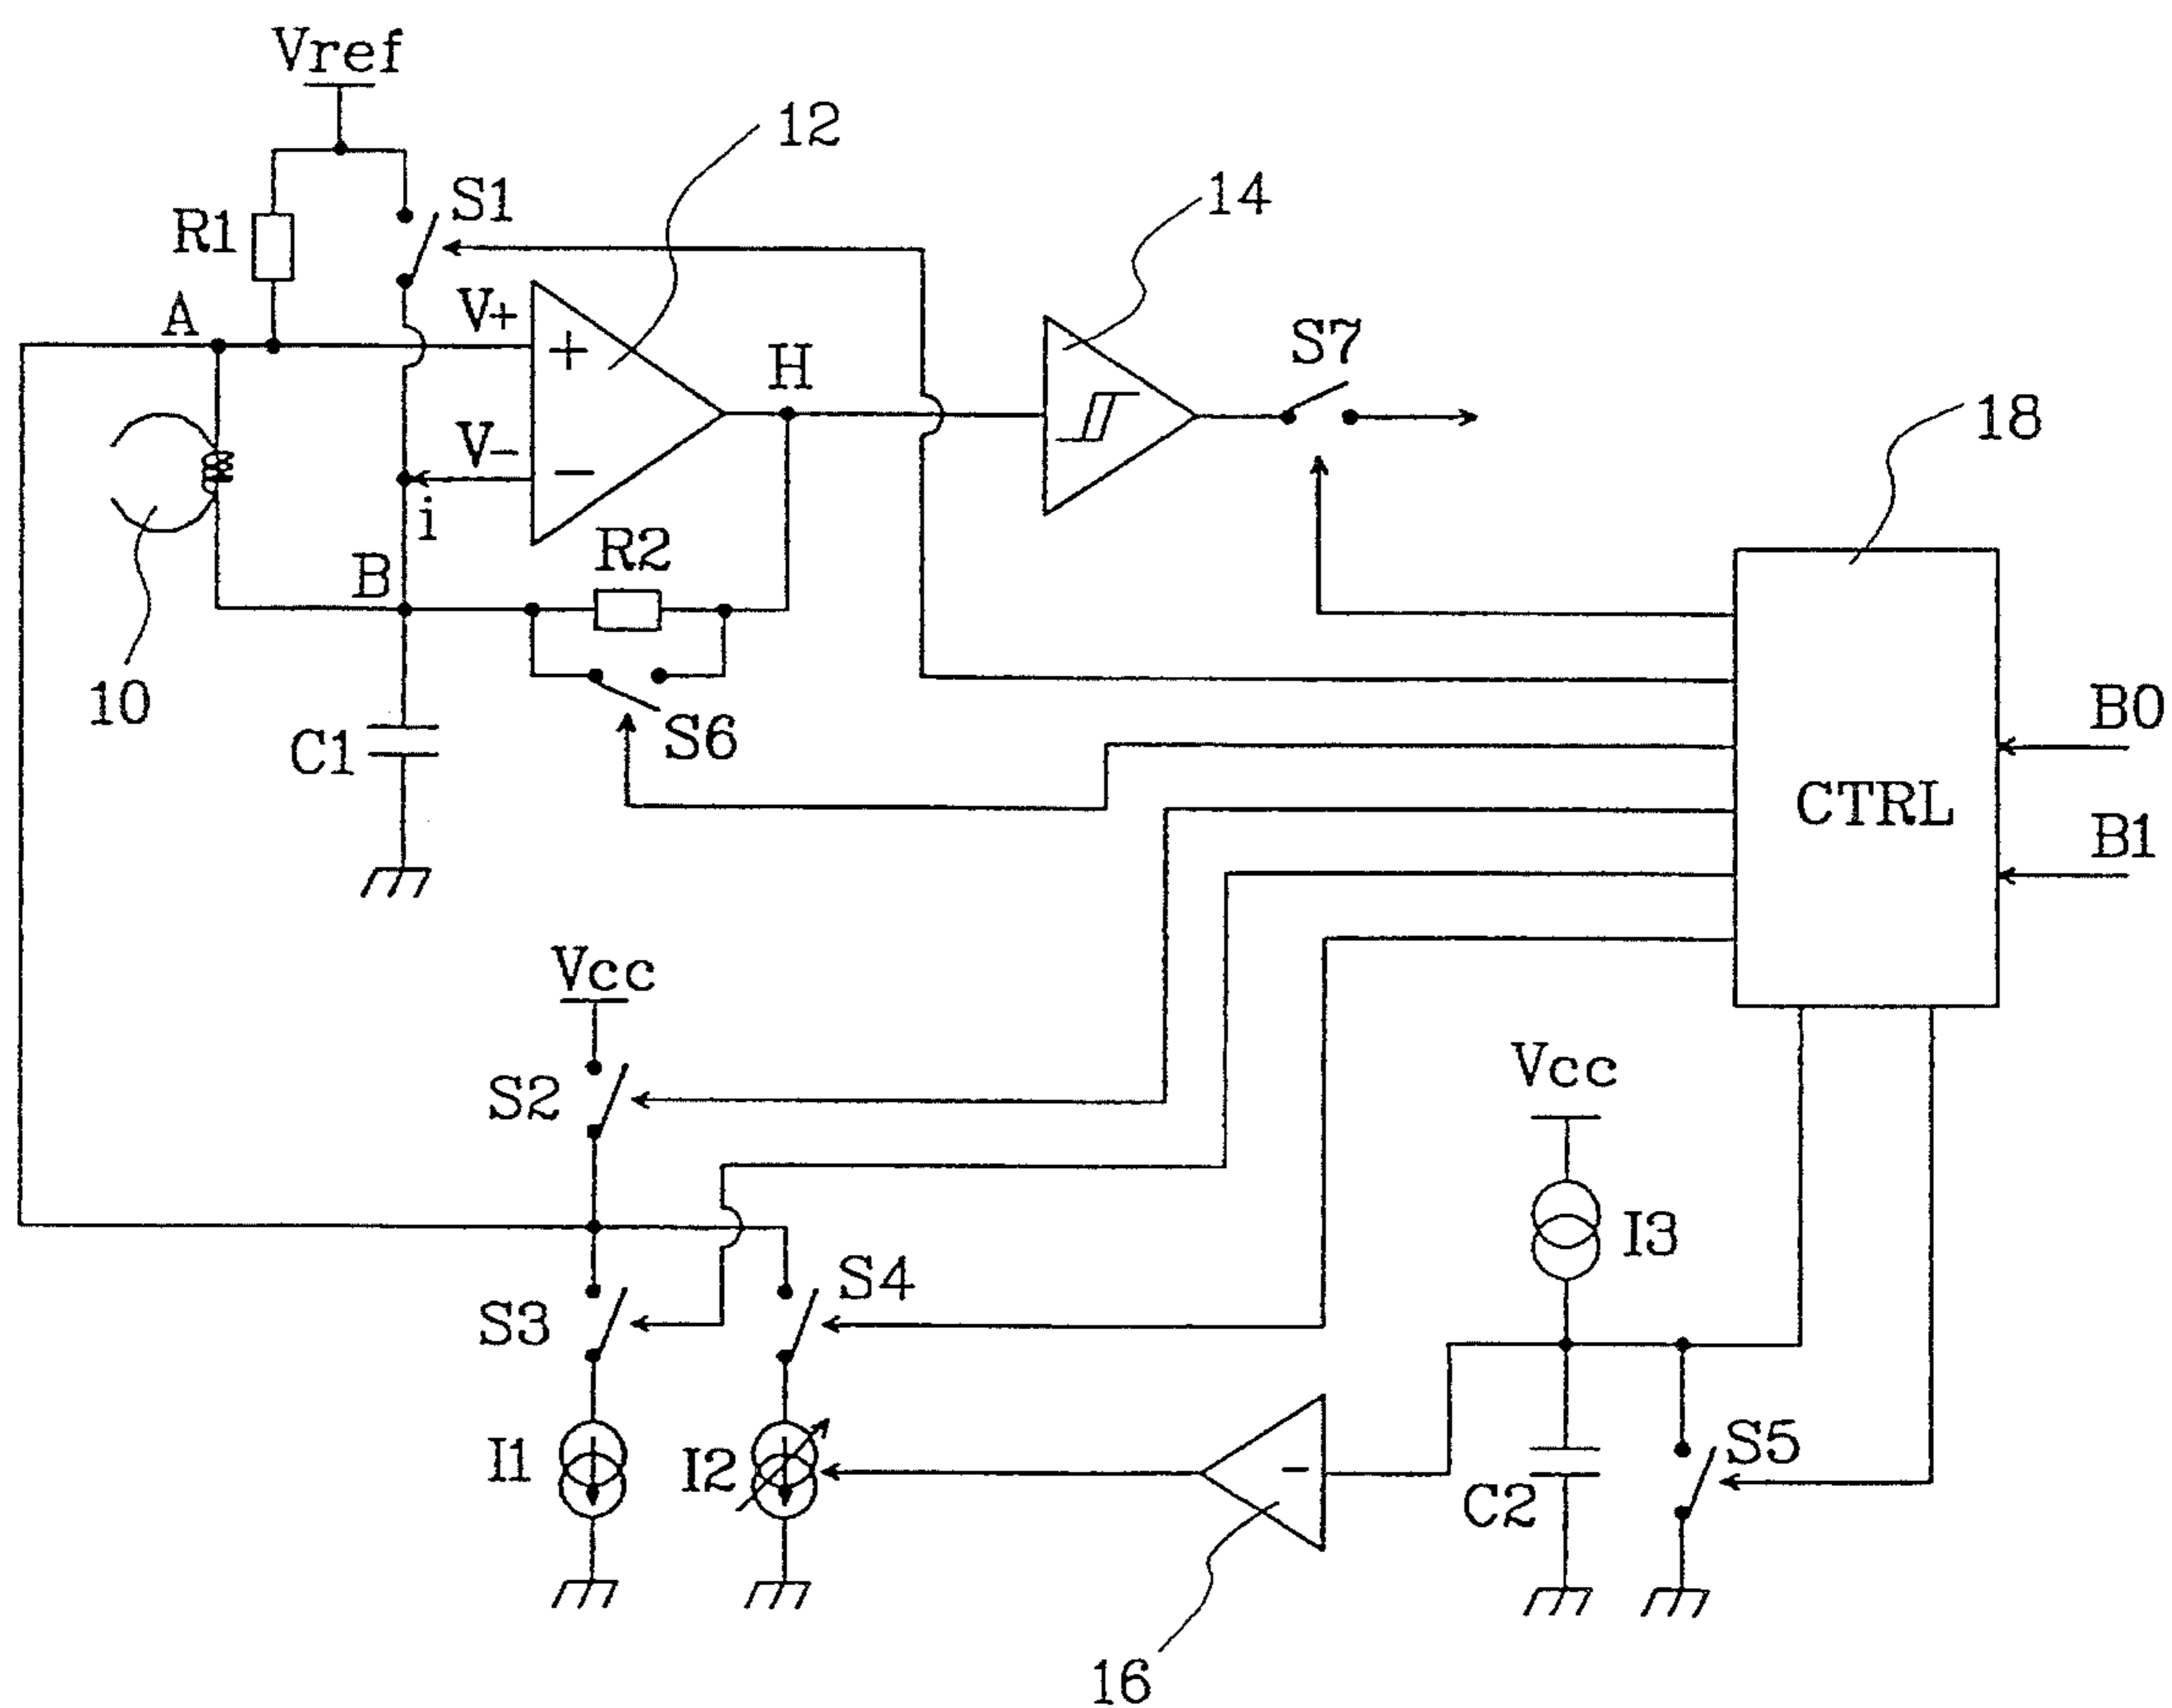 Vref
12
14
S1
R1
V+
A
+
H
S7
18
V-
-
i
R2
B
10
S6
B0
C1
CTRL
B1
Vcc
Vcc
S2
I3
S4
S3
S5
I1
I2
-
C2
16